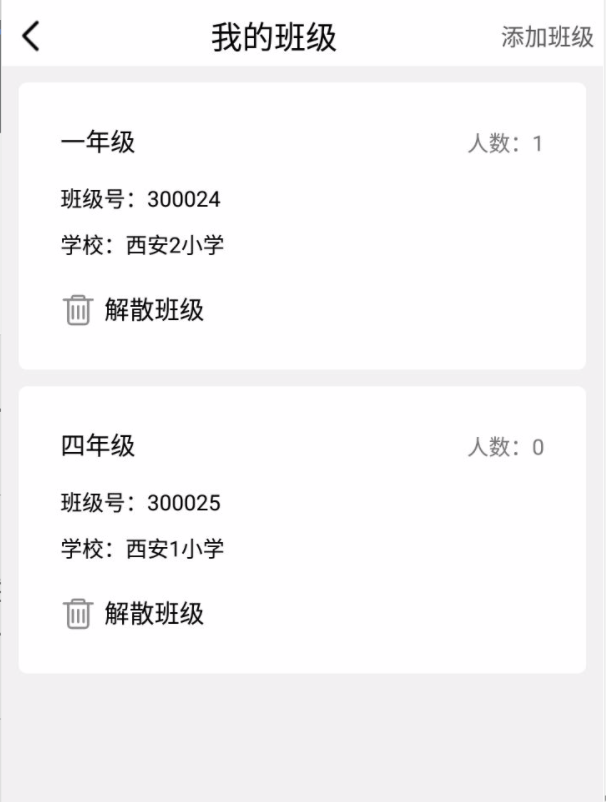 我的班级
添加班级
一年级
人数：1
班级号：300024
学校：西安2小学
解散班级
四年级
人数：0
班级号：300025
学校：西安1小学
解散班级